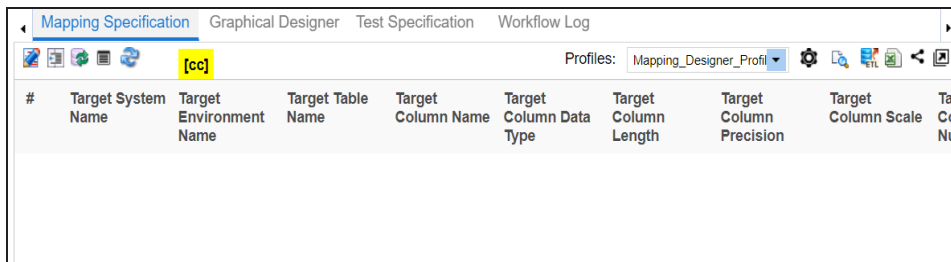 Mapping Specification Graphical Designer Test Specification Workflow Log
[cc] Profiles: Mapping_Designer_Profil
ETL
# Target System Name Target Environment Name Target Table Name Target Column Name Target Column Data Type Target Column Length Target Column Precision Target Column Scale